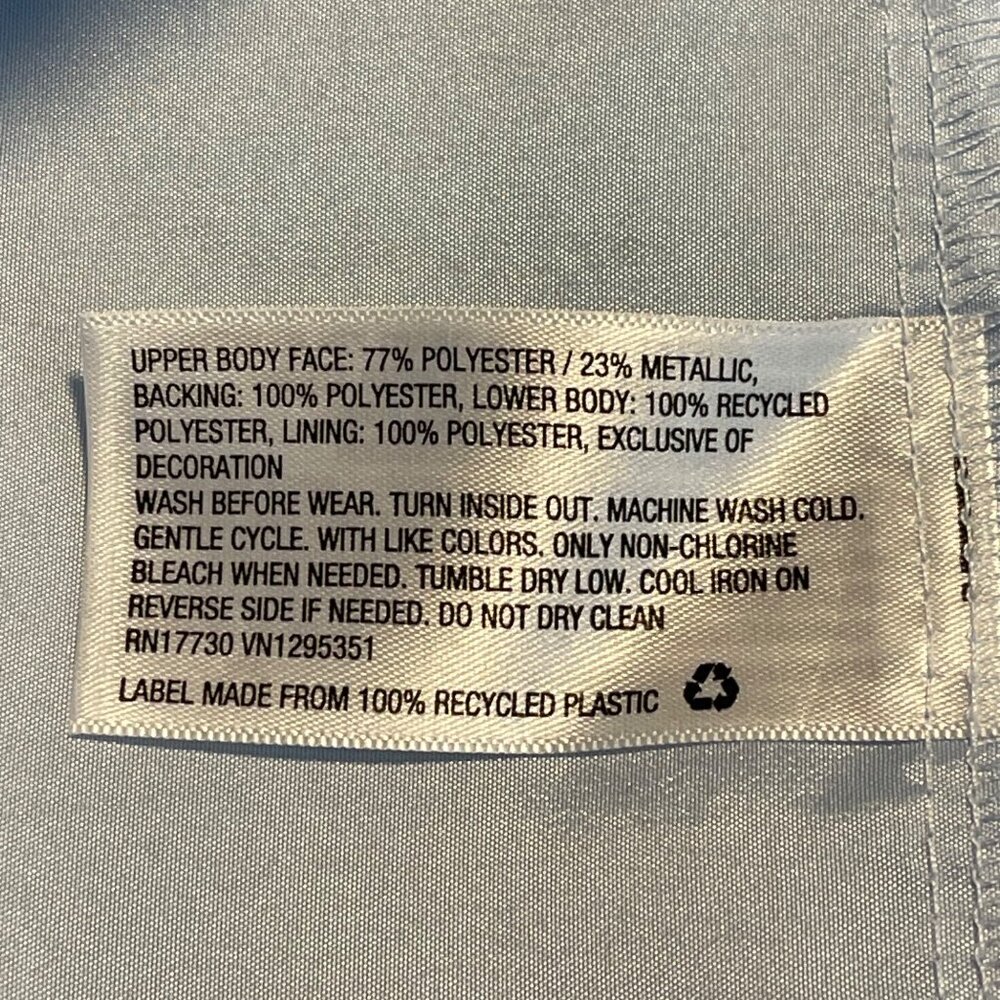 UPPER BODY FACE: 77% POLYESTER / 23% METALLIC,
BACKING: 100% POLYESTER, LOWER BODY: 100% RECYCLED
POLYESTER, LINING: 100% POLYESTER, EXCLUSIVE OF
DECORATION
WASH BEFORE WEAR. TURN INSIDE OUT. MACHINE WASH COLD.
GENTLE CYCLE. WITH LIKE COLORS. ONLY NON-CHLORINE
BLEACH WHEN NEEDED. TUMBLE DRY LOW. COOL IRON ON
REVERSE SIDE IF NEEDED. DO NOT DRY CLEAN
RN17730 VN1295351
LABEL MADE FROM 100% RECYCLED PLASTIC